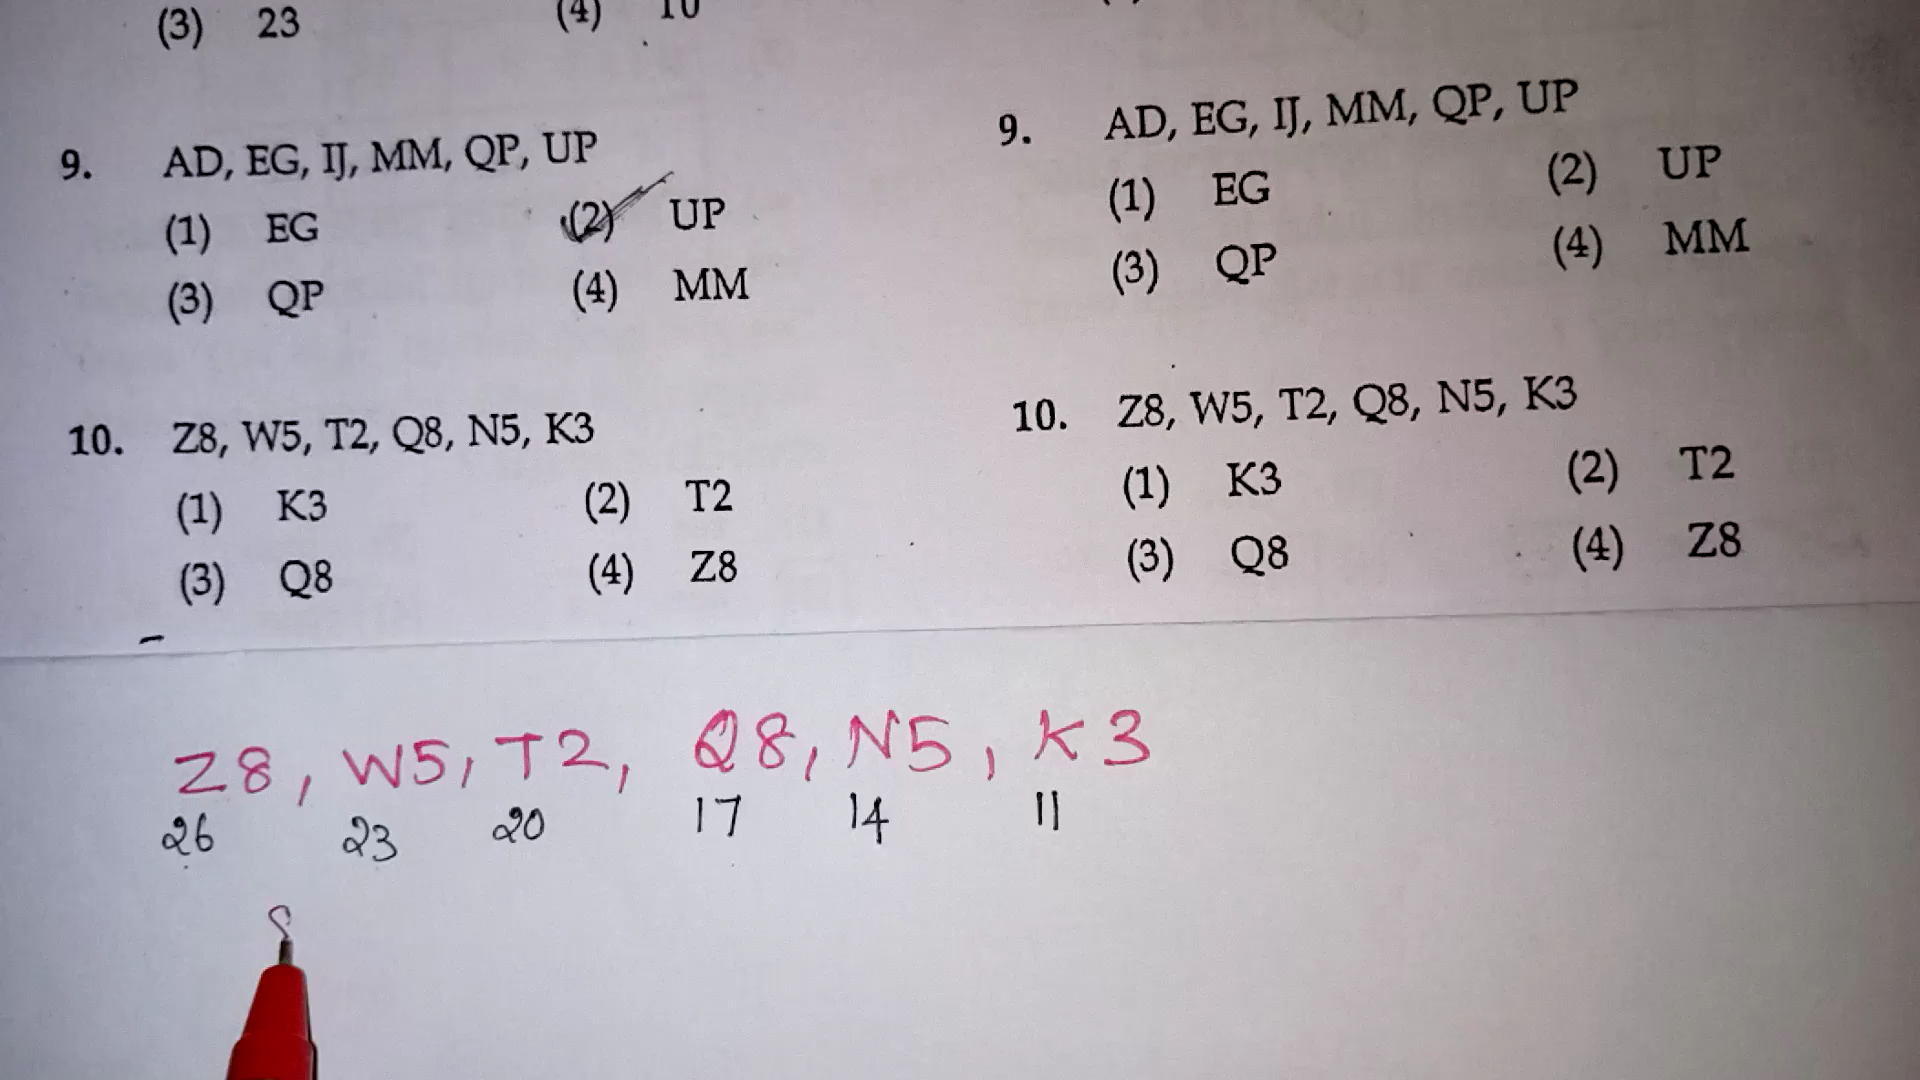 (3) 23 (4) 10
9. AD, EG, IJ, MM, QP, UP
(1) EG (2) UP
(3) QP (4) MM
10. Z8, W5, T2, Q8, N5, K3
(1) K3 (2) T2
(3) Q8 (4) Z8
9. AD, EG, IJ, MM, QP, UP
(1) EG (2) UP
(3) QP (4) MM
10. Z8, W5, T2, Q8, N5, K3
(1) K3 (2) T2
(3) Q8 (4) Z8
Z8, W5, T2, Q8, N5, K3
26 23 20 17 14 11